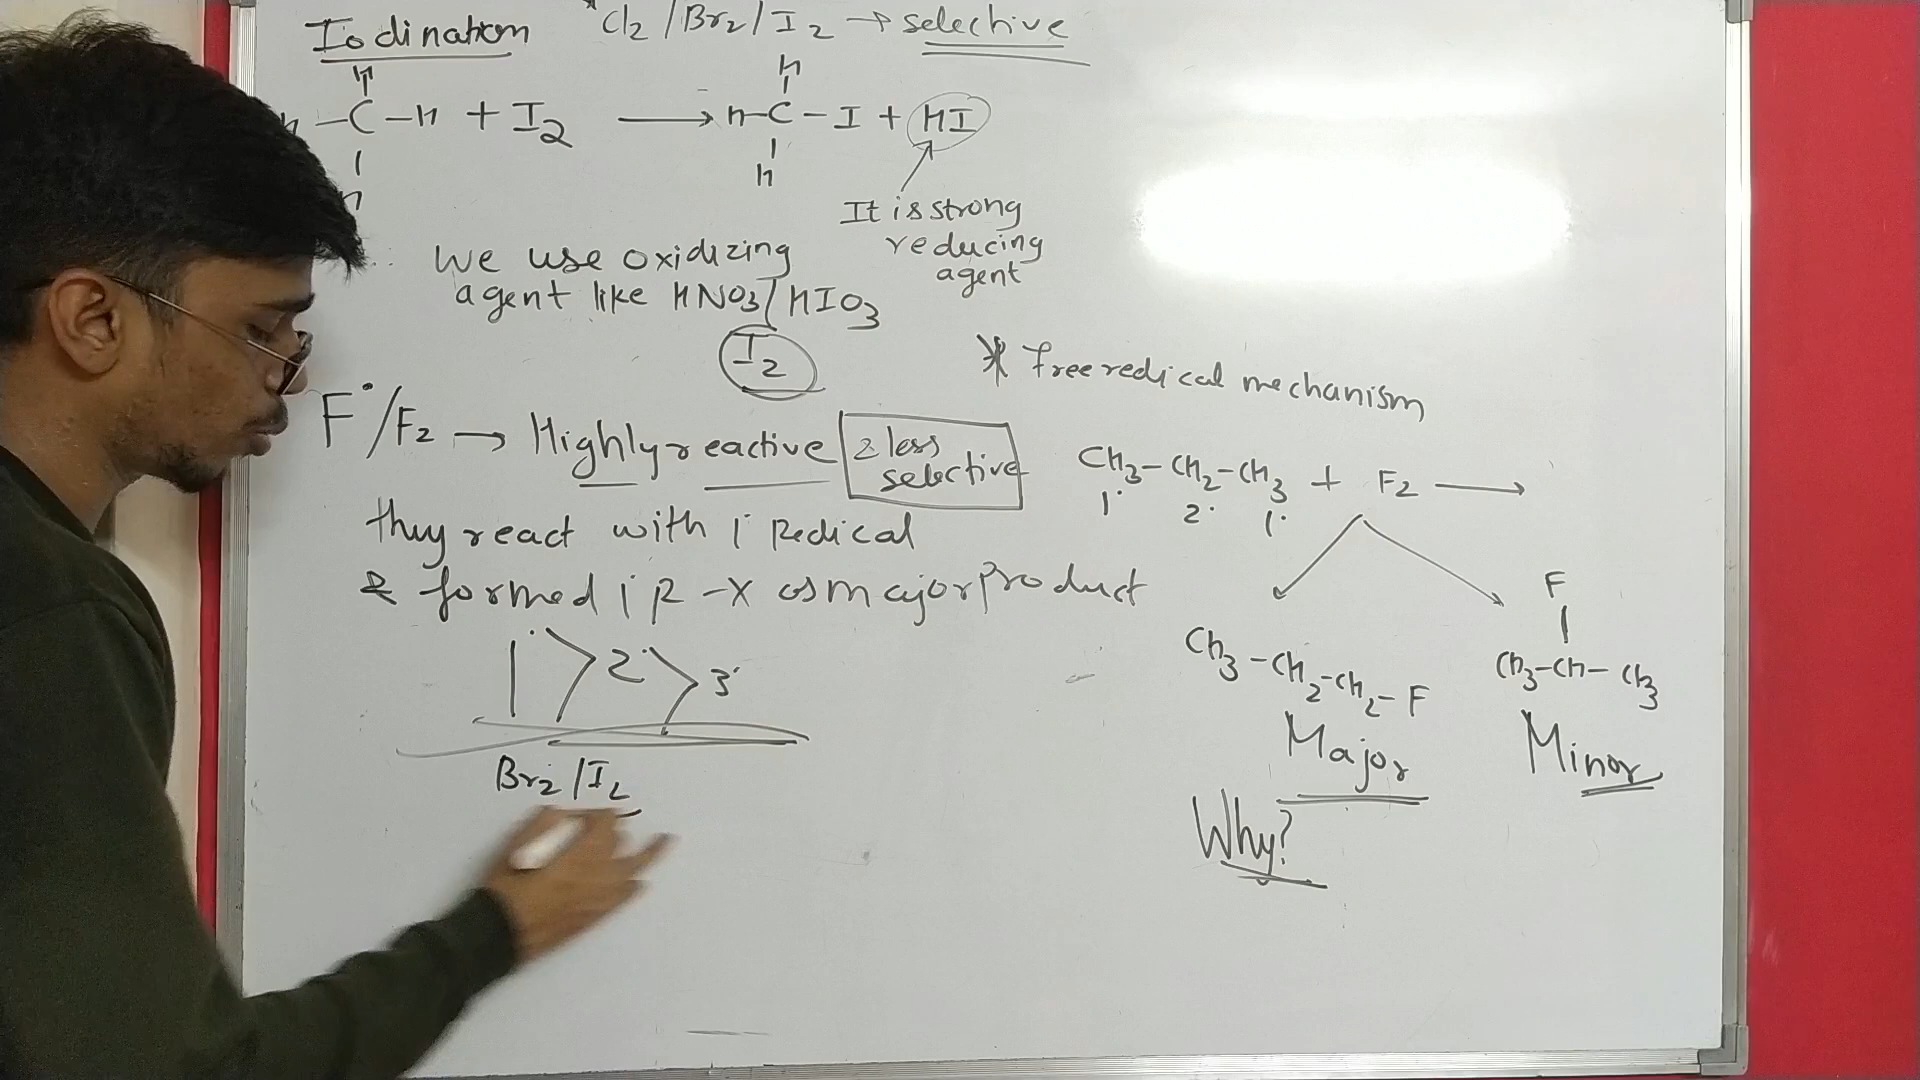 Iodination
* Cl2 /Br2 / I2 → selective
H
H
h -C-H + I2 → H-C-I + HI
H
h
It is strong
reducing
agent
∴ We use oxidizing
agent like HNO3/HIO3
I2
* free redical mechanism
F•/F2 → Highly reactive & less
selective
CH3-CH2-CH3 + F2 →
1° 2° 1°
they react with 1° Redical
& formed 1° R-X as major product
1° > 2° > 3°
Br2 / I2
CH3-CH2-CH2-F
Major
Why?
F
CH3-CH-CH3
Minor